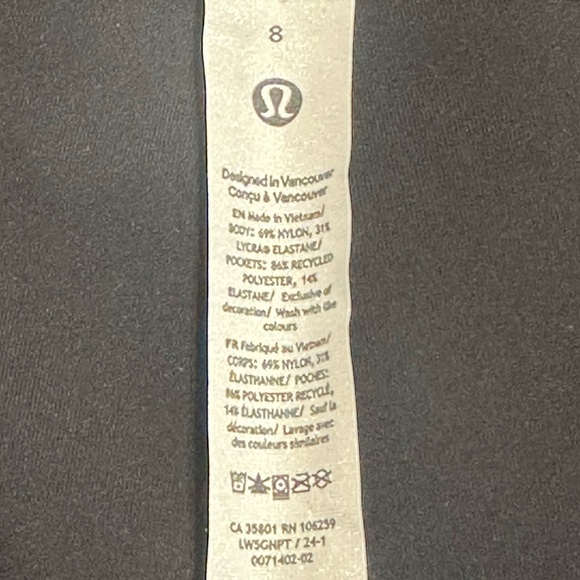 8
Designed in Vancouver
Conçu à Vancouver
EN Made in Vietnam/
BODY: 69% NYLON, 31%
LYCRA® ELASTANE/
POCKETS: 86% RECYCLED
POLYESTER, 14%
ELASTANE/ Exclusive of
decoration/ Wash with like
colours
FR Fabriqué au Vietnam/
CORPS: 69% NYLON, 31%
ÉLASTHANNE/ POCHES:
86% POLYESTER RECYCLÉ,
14% ÉLASTHANNE/ Sauf la
décoration/ Lavage avec
des couleurs similaires
CA 35801 RN 106259
LW5GNPT / 24-1
0071402-02